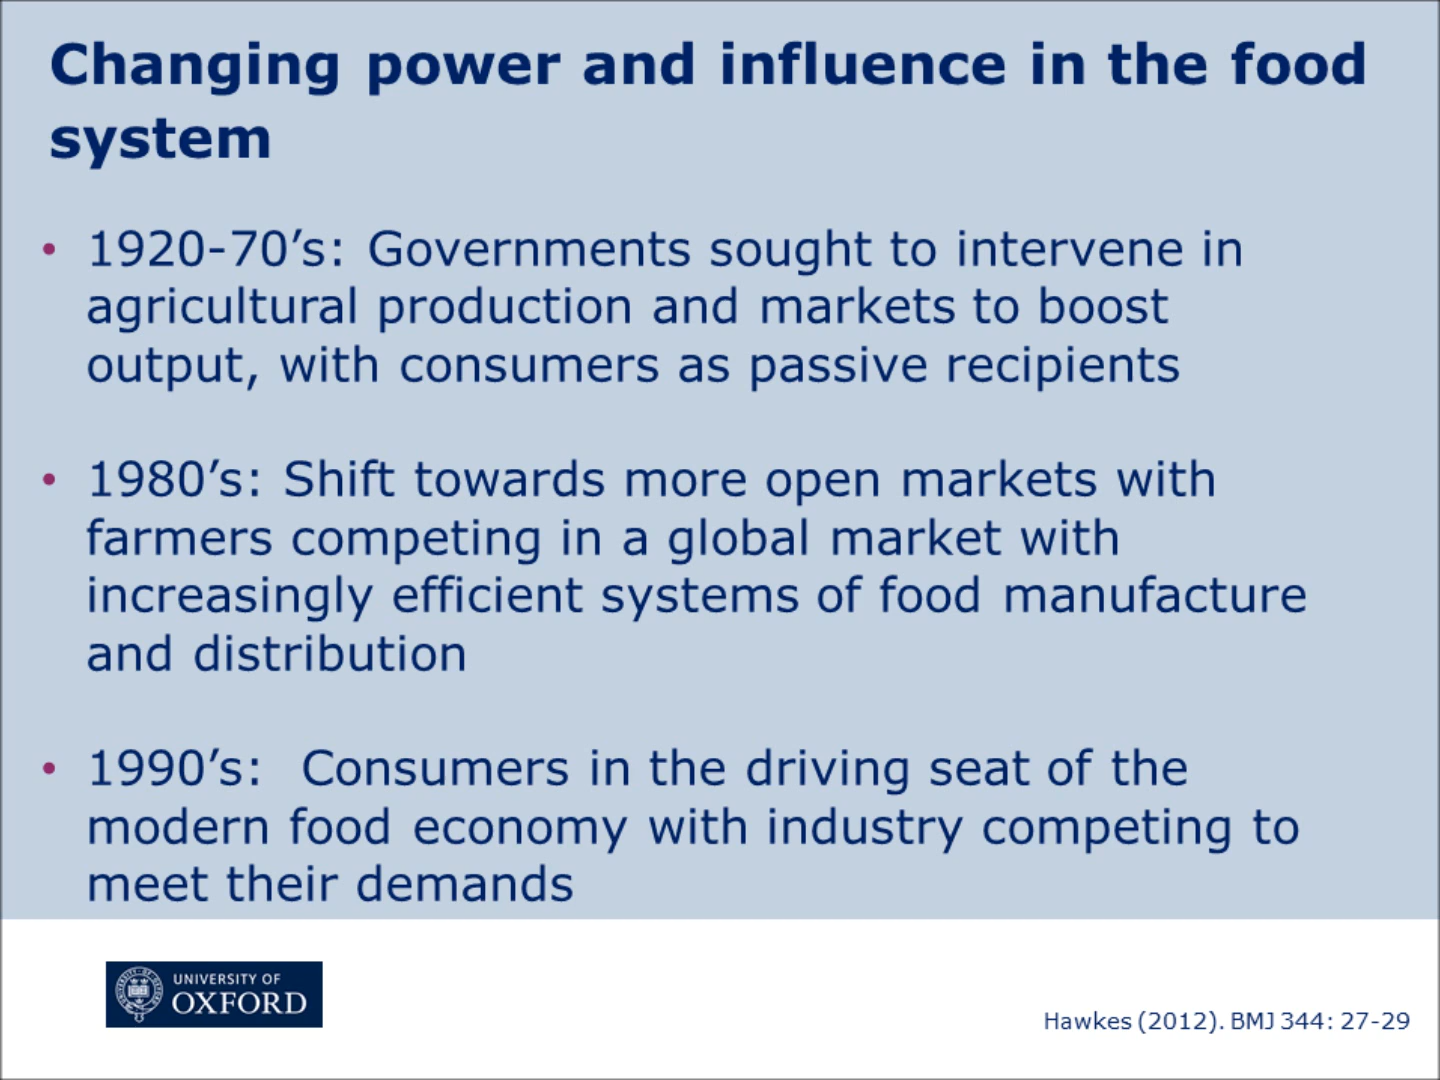 Changing power and influence in the food
system
• 1920-70’s: Governments sought to intervene in
agricultural production and markets to boost
output, with consumers as passive recipients
• 1980’s: Shift towards more open markets with
farmers competing in a global market with
increasingly efficient systems of food manufacture
and distribution
• 1990’s:  Consumers in the driving seat of the
modern food economy with industry competing to
meet their demands
UNIVERSITY OF
OXFORD
Hawkes (2012). BMJ 344: 27-29